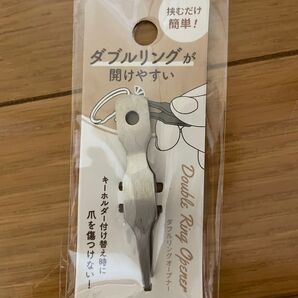 挟むだけ
簡単！
ダブルリングが
開けやすい
キーホルダー付け替え時に
爪を傷つけない！
Double Ring Opener
ダブルリングオープナー